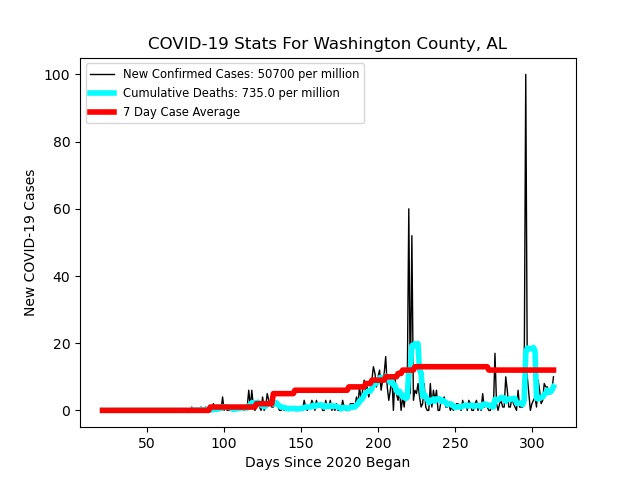 COVID-19 Stats For Washington County, AL
New Confirmed Cases: 50700 per million
Cumulative Deaths: 735.0 per million
7 Day Case Average
New COVID-19 Cases
100
80
60
40
20
0
50
100
150
200
250
300
Days Since 2020 Began